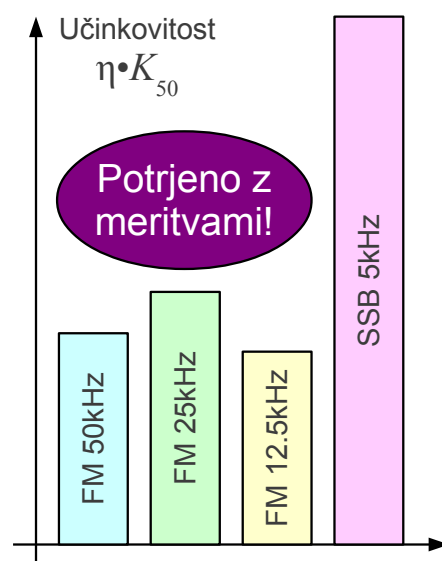 Učinkovitost
η•K₅₀
Potrjeno z
meritvami!
FM 50kHz
FM 25kHz
FM 12.5kHz
SSB 5kHz